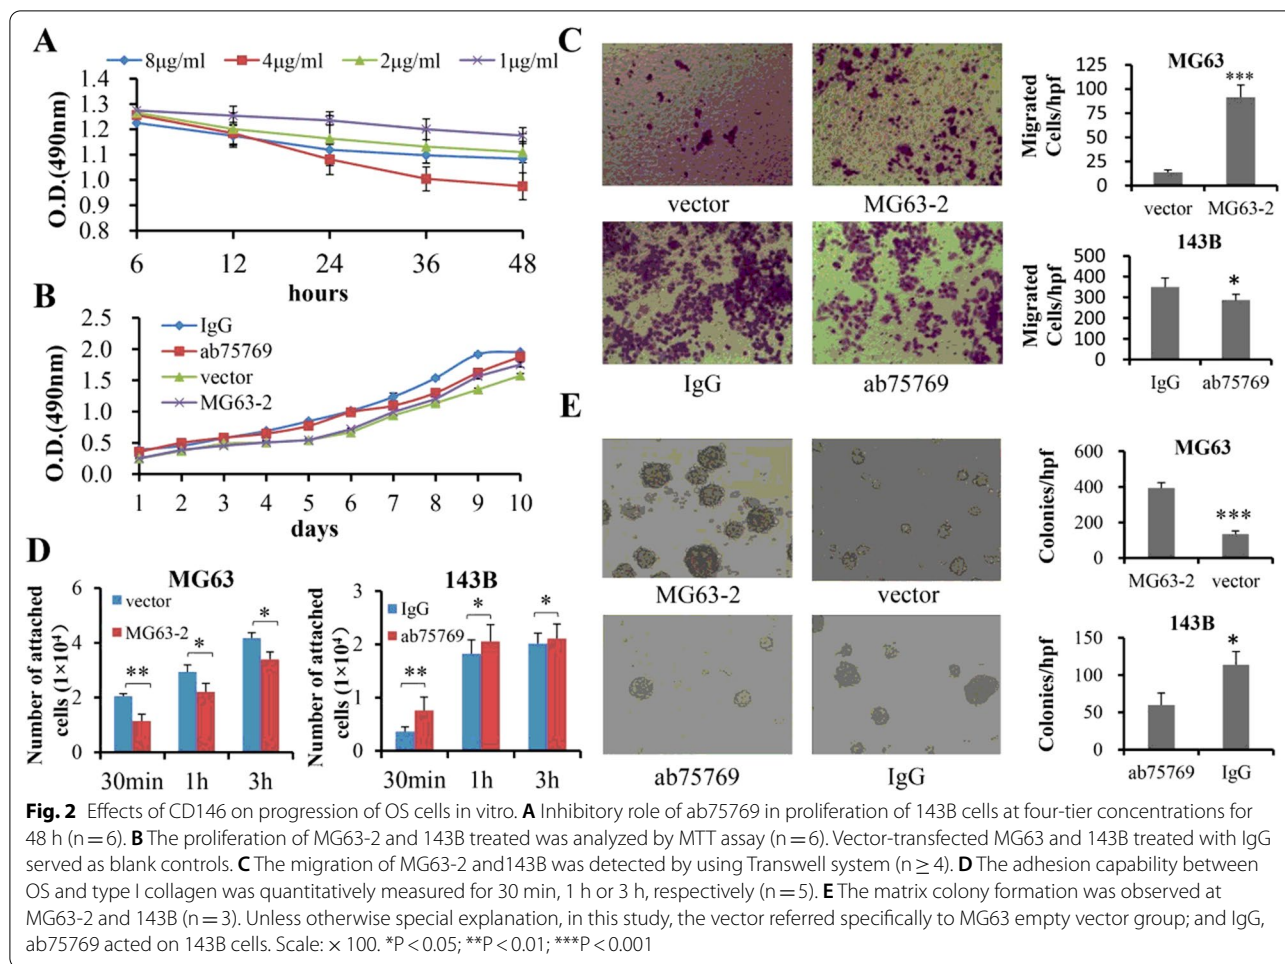 A
8μg/ml 4μg/ml 2μg/ml 1μg/ml
O.D.(490nm)
1.4
1.3
1.2
1.1
1.0
0.9
0.8
6 12 24 36 48
hours
B
O.D.(490nm)
2.5
2.0
1.5
1.0
0.5
0.0
IgG
ab75769
vector
MG63-2
1 2 3 4 5 6 7 8 9 10
days
C
vector MG63-2
IgG ab75769
MG63
Migrated
Cells/hpf
125
100
75
50
25
0
***
vector MG63-2
143B
Migrated
Cells/hpf
500
400
300
200
100
0
*
IgG ab75769
D
MG63
Number of attached
cells (1×10⁴)
6
4
2
0
vector
MG63-2
** * *
30min 1h 3h
143B
Number of attached
cells (1×10⁴)
3
2
1
0
IgG
ab75769
** * *
30min 1h 3h
E
MG63-2 vector
ab75769 IgG
MG63
Colonies/hpf
600
400
200
0
***
MG63-2 vector
143B
Colonies/hpf
150
100
50
0
*
ab75769 IgG
Fig. 2 Effects of CD146 on progression of OS cells in vitro. A Inhibitory role of ab75769 in proliferation of 143B cells at four-tier concentrations for
48 h (n = 6). B The proliferation of MG63-2 and 143B treated was analyzed by MTT assay (n = 6). Vector-transfected MG63 and 143B treated with IgG
served as blank controls. C The migration of MG63-2 and143B was detected by using Transwell system (n ≥ 4). D The adhesion capability between
OS and type I collagen was quantitatively measured for 30 min, 1 h or 3 h, respectively (n = 5). E The matrix colony formation was observed at
MG63-2 and 143B (n = 3). Unless otherwise special explanation, in this study, the vector referred specifically to MG63 empty vector group; and IgG,
ab75769 acted on 143B cells. Scale: × 100. *P < 0.05; **P < 0.01; ***P < 0.001